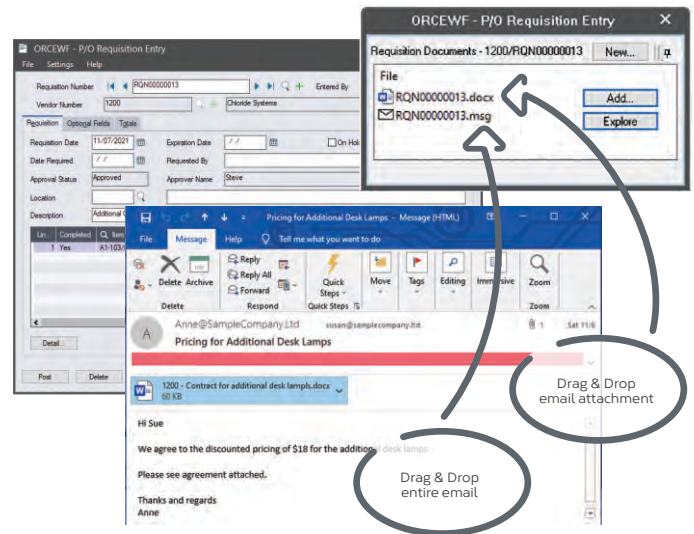 ORCEWF - P/O Requisition Entry
Requisition Documents - 1200/RQN00000013 New...
File
RQN00000013.docx
RQN00000013.msg
Add...
Explore
ORCEWF - P/O Requisition Entry
File Settings Help
Requisition Number RQN00000013 Entered By
Vendor Number 1200 Chloride Systems
Requisition Optional Fields Totals
Requisition Date 11/07/2021 Expiration Date / / On Hol
Date Required / / Requested By
Approval Status Approved Approver Name Steve
Location
Description Additional
Lin... Completed Item
1 Yes A1-103/
Detail...
Post Delete
Pricing for Additional Desk Lamps - Message (HTML)
File Message Help Tell me what you want to do
Delete Archive
Reply
Reply All
Forward
Quick Steps
Move Tags Editing Immersive Zoom
Delete Respond Quick Steps Zoom
A
Anne@SampleCompany.Ltd susan@samplecompany.ltd 1 Sat 11/6
Pricing for Additional Desk Lamps
1200 - Contract for additional desk lampls.docx
60 KB
Hi Sue
We agree to the discounted pricing of $18 for the additional desk lamps
Please see agreement attached.
Thanks and regards
Anne
Drag & Drop
email attachment
Drag & Drop
entire email